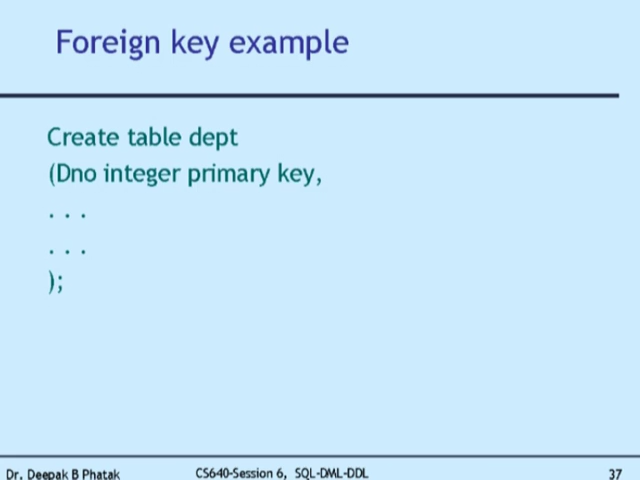 Foreign key example
Create table dept
(Dno integer primary key,
. . .
. . .
);
Dr. Deepak B Phatak
CS640-Session 6, SQL-DML-DDL
37